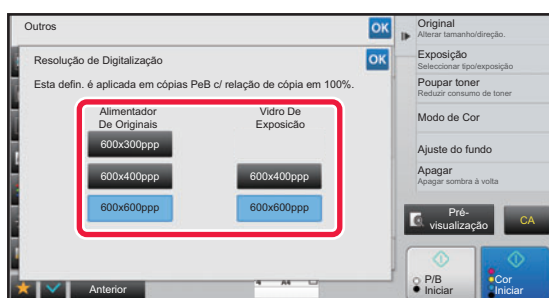 Outros
OK
Resolução de Digitalização
OK
Esta defin. é aplicada em cópias PeB c/ relação de cópia em 100%.
Alimentador
De Originais
Vidro De
Exposicão
600x300ppp
600x400ppp
600x400ppp
600x600ppp
600x600ppp
Anterior
Original
Alterar tamanho/direção.
Exposição
Seleccionar tipo/exposição
Poupar toner
Reduzir consumo de toner
Modo de Cor
Ajuste do fundo
Apagar
Apagar sombra à volta
Pré-
visualização
CA
P/B
Iniciar
Cor
Iniciar